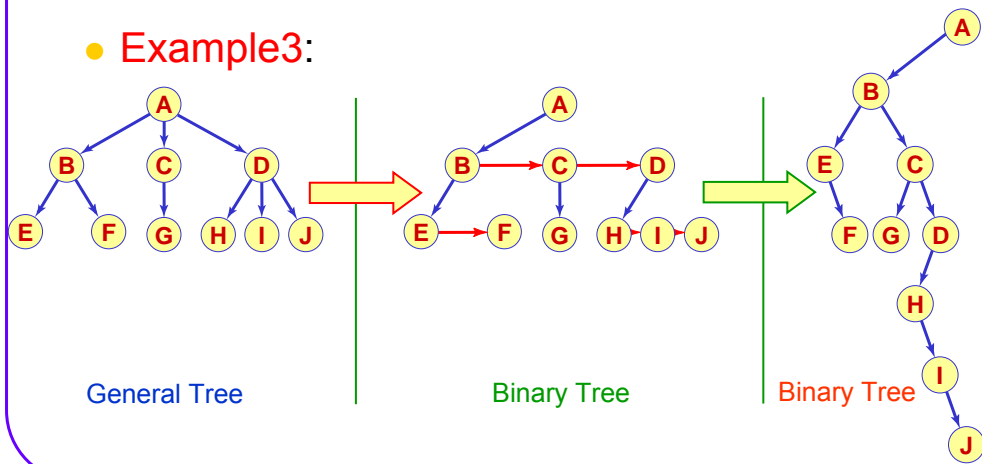 Example3:
A
B C D
E F G H I J
General Tree
A
B C D
E F G H I J
Binary Tree
A
B
E C
F G D
H
I
J
Binary Tree